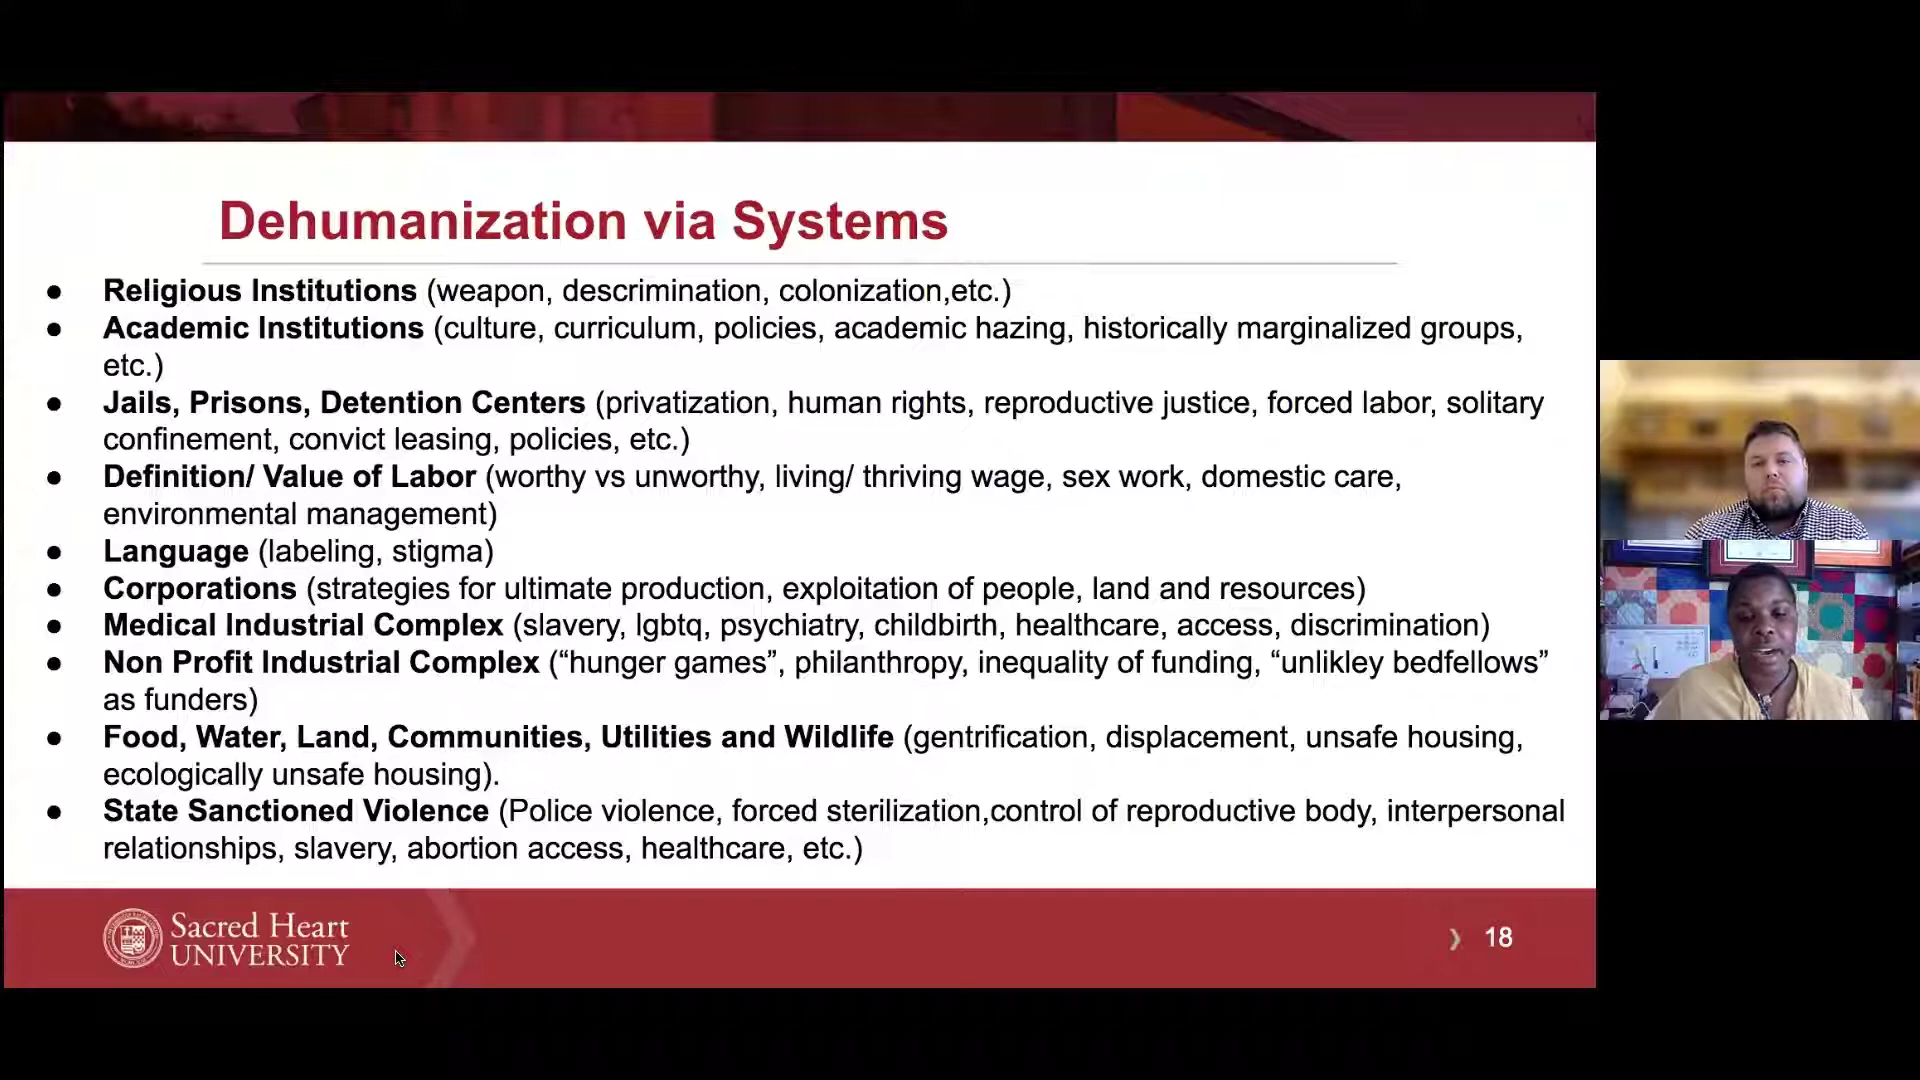 Dehumanization via Systems
● Religious Institutions (weapon, descrimination, colonization,etc.)
● Academic Institutions (culture, curriculum, policies, academic hazing, historically marginalized groups,
etc.)
● Jails, Prisons, Detention Centers (privatization, human rights, reproductive justice, forced labor, solitary
confinement, convict leasing, policies, etc.)
● Definition/ Value of Labor (worthy vs unworthy, living/ thriving wage, sex work, domestic care,
environmental management)
● Language (labeling, stigma)
● Corporations (strategies for ultimate production, exploitation of people, land and resources)
● Medical Industrial Complex (slavery, lgbtq, psychiatry, childbirth, healthcare, access, discrimination)
● Non Profit Industrial Complex (“hunger games”, philanthropy, inequality of funding, “unlikley bedfellows”
as funders)
● Food, Water, Land, Communities, Utilities and Wildlife (gentrification, displacement, unsafe housing,
ecologically unsafe housing).
● State Sanctioned Violence (Police violence, forced sterilization,control of reproductive body, interpersonal
relationships, slavery, abortion access, healthcare, etc.)
Sacred Heart
UNIVERSITY
18